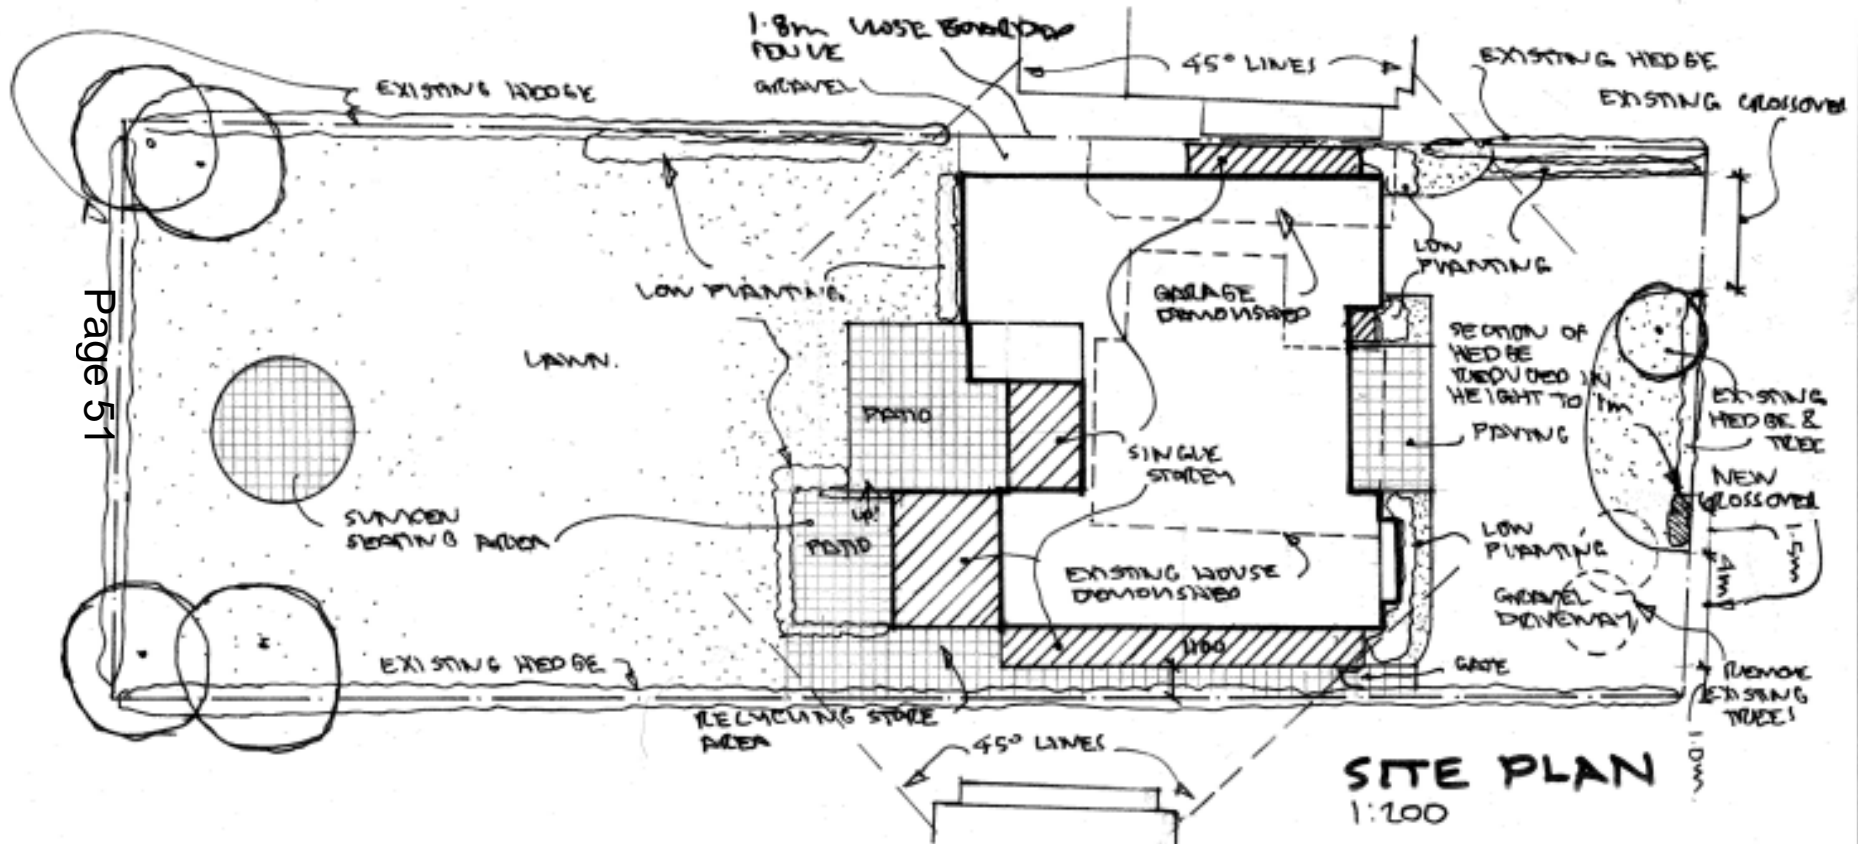 1.8m CLOSE BOARDED
FENCE
GRAVEL
45° LINES
EXISTING HEDGE
EXISTING CROSSOVER
EXISTING HEDGE
LOW PLANTING
LOW
PLANTING
GARAGE
DEMOLISHED
SECTION OF
HEDGE
REDUCED IN
HEIGHT TO 1m
EXISTING
HEDGE &
TREE
PAVING
NEW
CROSSOVER
1.5m
4m
Page 51
LAWN.
PATIO
SINGLE
STOREY
UP
PATIO
SUNKEN
SEATING AREA
LOW
PLANTING
EXISTING HOUSE
DEMOLISHED
GRAVEL
DRIVEWAY
1100
GATE
REMOVE
EXISTING
TREES
EXISTING HEDGE
RECYCLING STORE
AREA
45° LINES
SITE PLAN
1:200